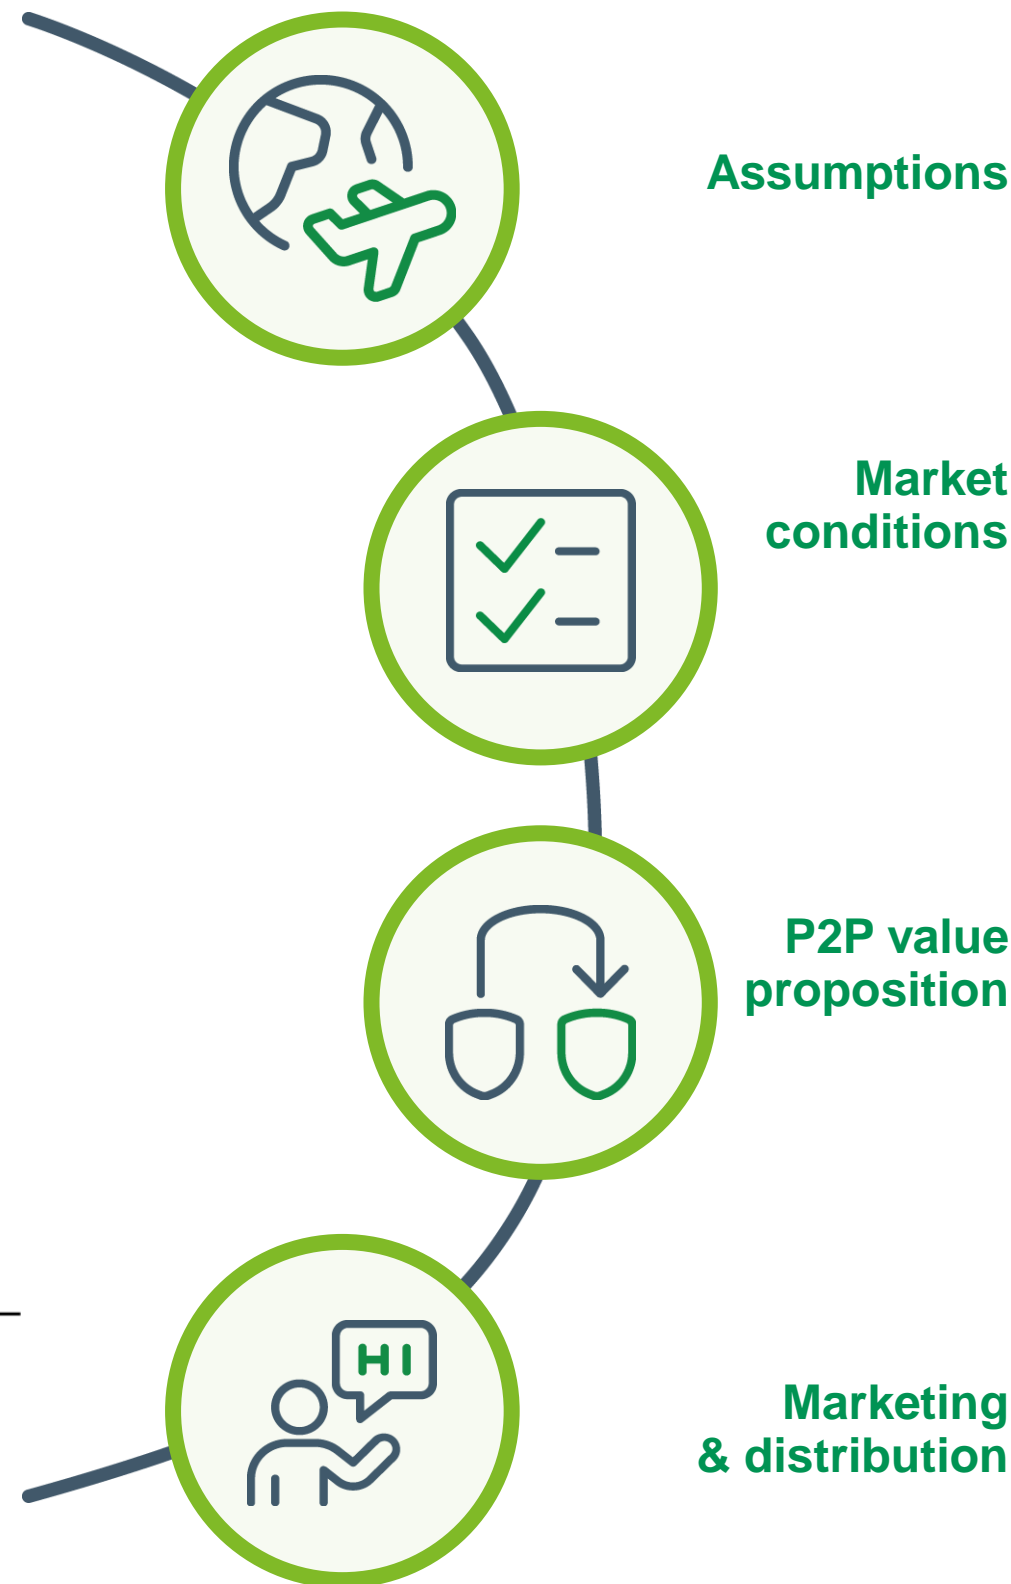 Assumptions
Market
conditions
P2P value
proposition
HI
Marketing
& distribution